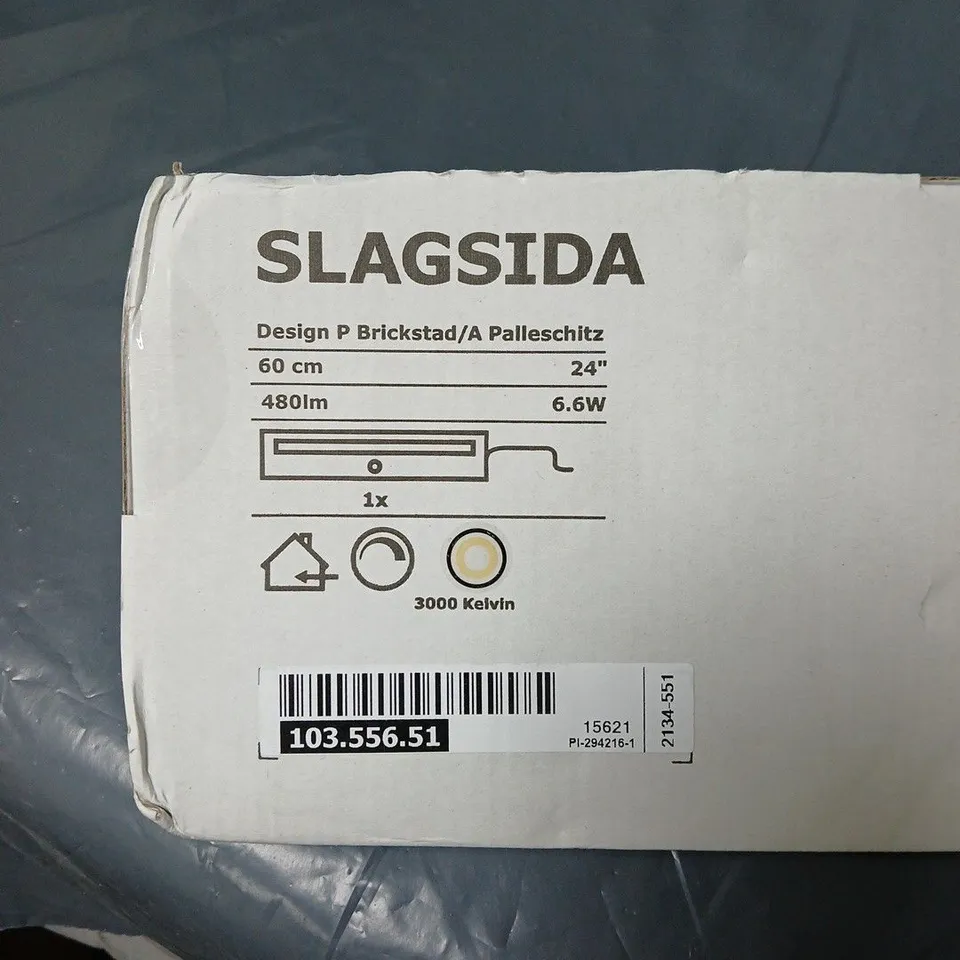 SLAGSIDA
Design P Brickstad/A Palleschitz
60 cm 24"
480lm 6.6W
1x
3000 Kelvin
103.556.51
15621
PI-294216-1
2134-551